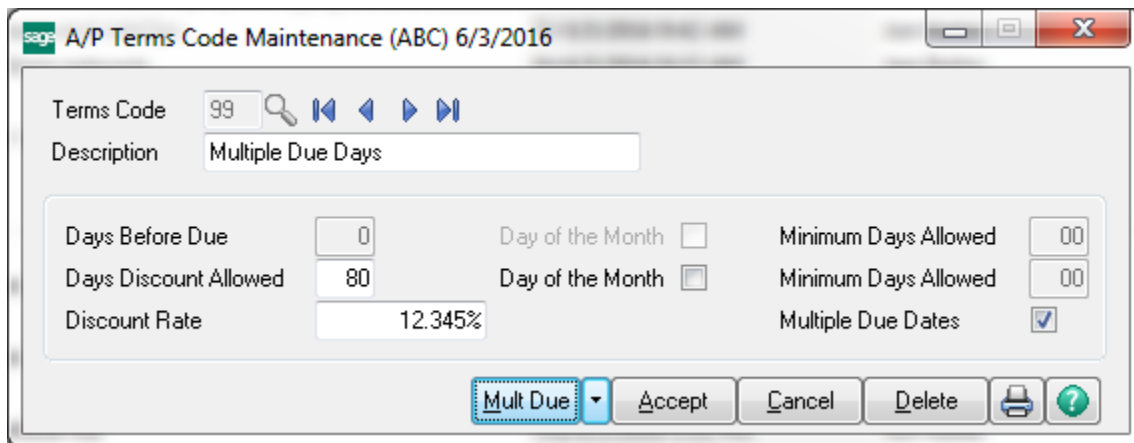 sage A/P Terms Code Maintenance (ABC) 6/3/2016
Terms Code 99
Description Multiple Due Days
Days Before Due 0 Day of the Month Minimum Days Allowed 00
Days Discount Allowed 80 Day of the Month Minimum Days Allowed 00
Discount Rate 12.345% Multiple Due Dates
Mult Due Accept Cancel Delete ?